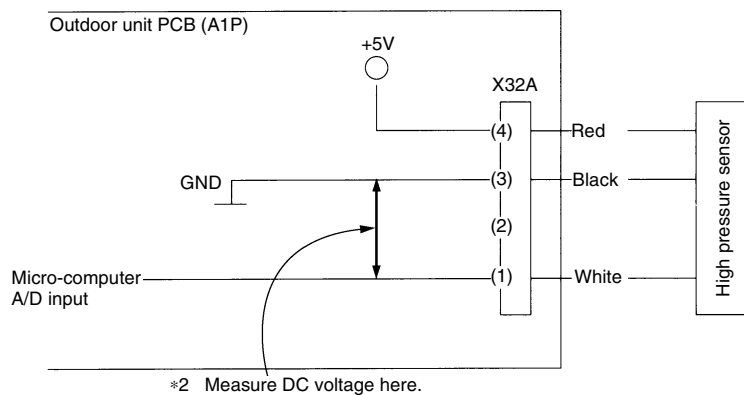 Outdoor unit PCB (A1P)
+5V
X32A
(4)
Red
GND
(3)
Black
(2)
Micro-computer
A/D input
(1)
White
High pressure sensor
*2 Measure DC voltage here.